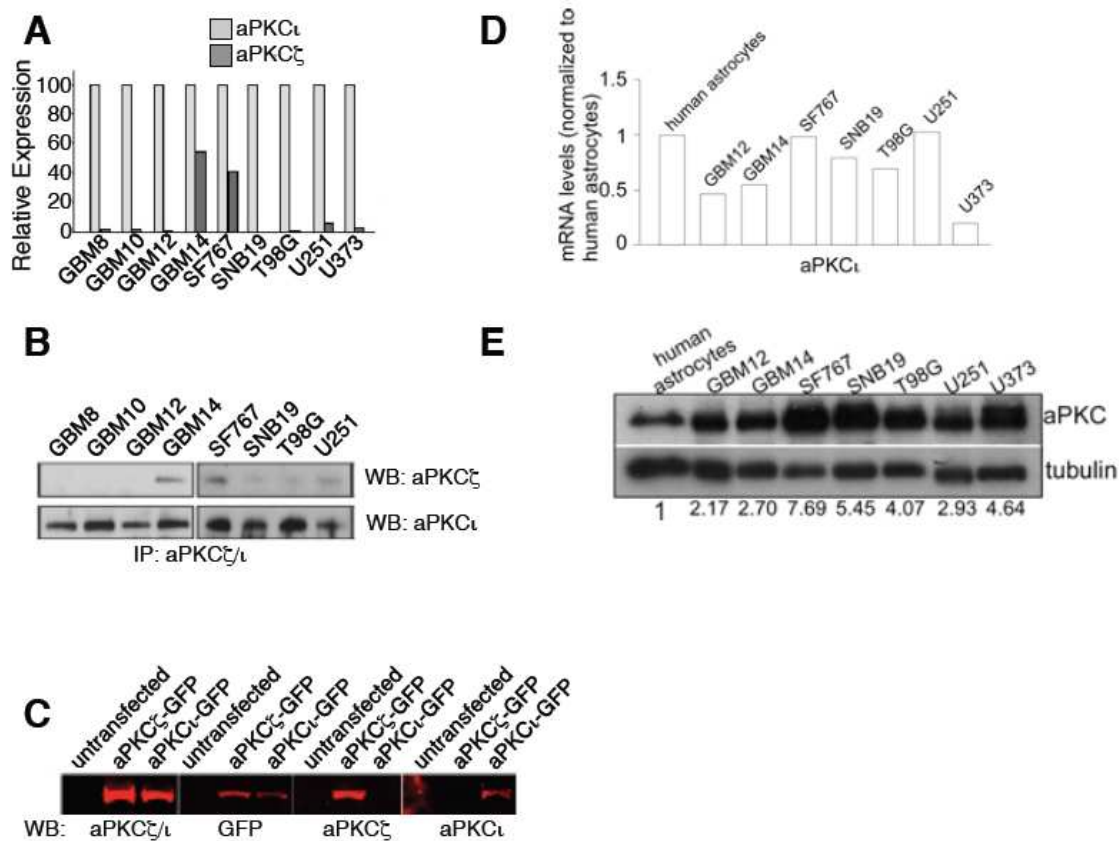 A
aPKCι
aPKCζ
Relative Expression
100
80
60
40
20
0
GBM8
GBM10
GBM12
GBM14
SF767
SNB19
T98G
U251
U373
B
GBM8
GBM10
GBM12
GBM14
SF767
SNB19
T98G
U251
WB: aPKCζ
WB: aPKCι
IP: aPKCζ/ι
C
untransfected
aPKCζ-GFP
aPKCι-GFP
untransfected
aPKCζ-GFP
aPKCι-GFP
untransfected
aPKCζ-GFP
aPKCι-GFP
untransfected
aPKCζ-GFP
aPKCι-GFP
WB: aPKCζ/ι GFP aPKCζ aPKCι
D
mRNA levels (normalized to
human astrocytes)
1.5
1
0.5
0
human astrocytes
GBM12
GBM14
SF767
SNB19
T98G
U251
U373
aPKCι
E
human
astrocytes
GBM12
GBM14
SF767
SNB19
T98G
U251
U373
aPKC
tubulin
1 2.17 2.70 7.69 5.45 4.07 2.93 4.64